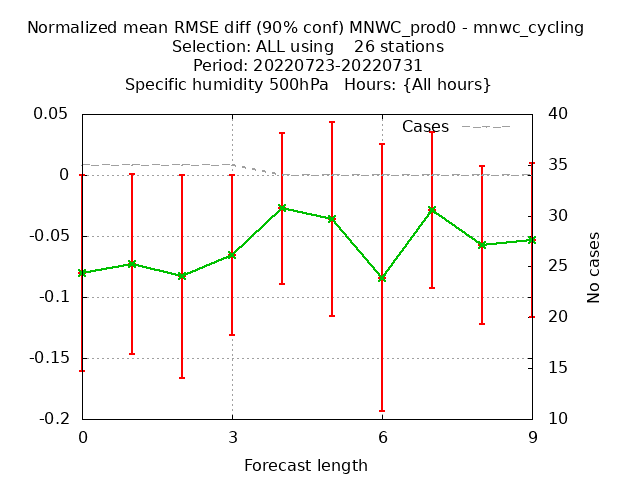 Normalized mean RMSE diff (90% conf) MNWC_prod0 - mnwc_cycling
Selection: ALL using    26 stations
Period: 20220723-20220731
Specific humidity 500hPa   Hours: {All hours}
0.05
0
-0.05
-0.1
-0.15
-0.2
Cases
40
35
30
25
20
15
10
No cases
0
3
6
9
Forecast length